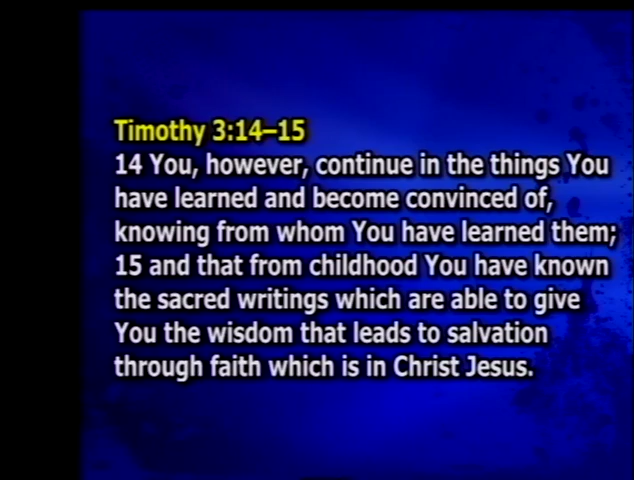 Timothy 3:14–15
14 You, however, continue in the things You
have learned and become convinced of,
knowing from whom You have learned them;
15 and that from childhood You have known
the sacred writings which are able to give
You the wisdom that leads to salvation
through faith which is in Christ Jesus.